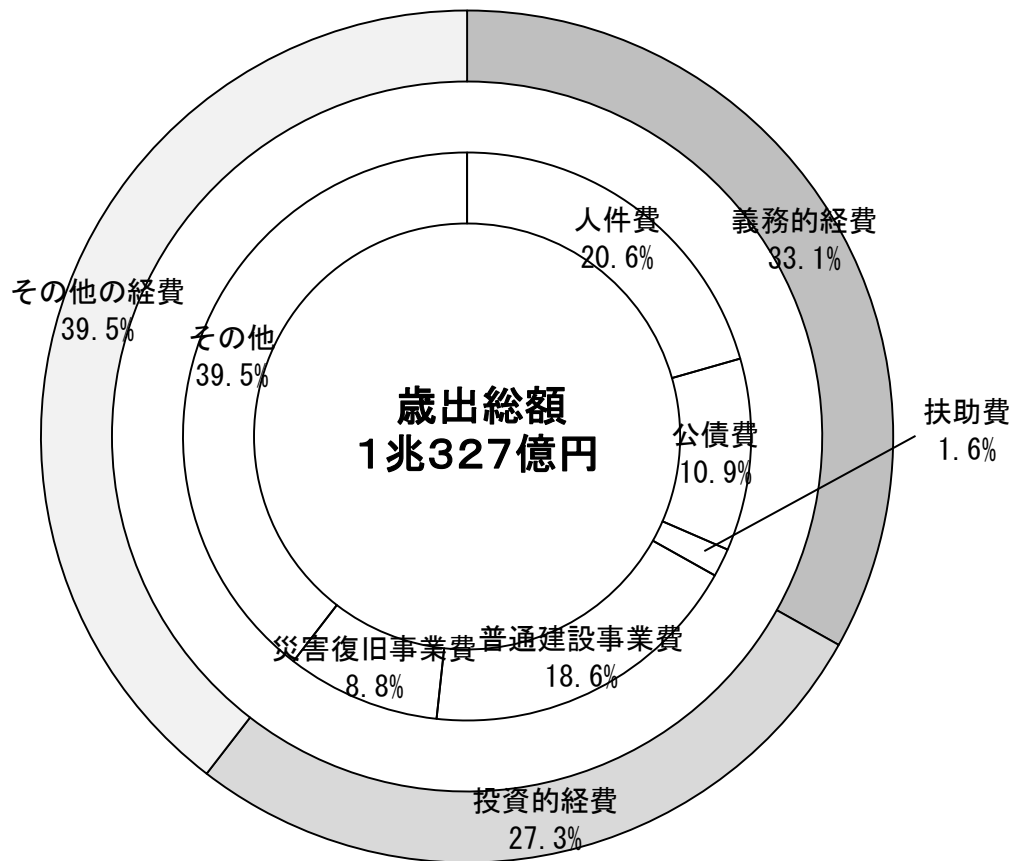 人件費
20.6%
義務的経費
33.1%
その他の経費
39.5%
その他
39.5%
歳出総額
1兆327億円
扶助費
1.6%
公債費
10.9%
災害復旧事業費
8.8%
普通建設事業費
18.6%
投資的経費
27.3%